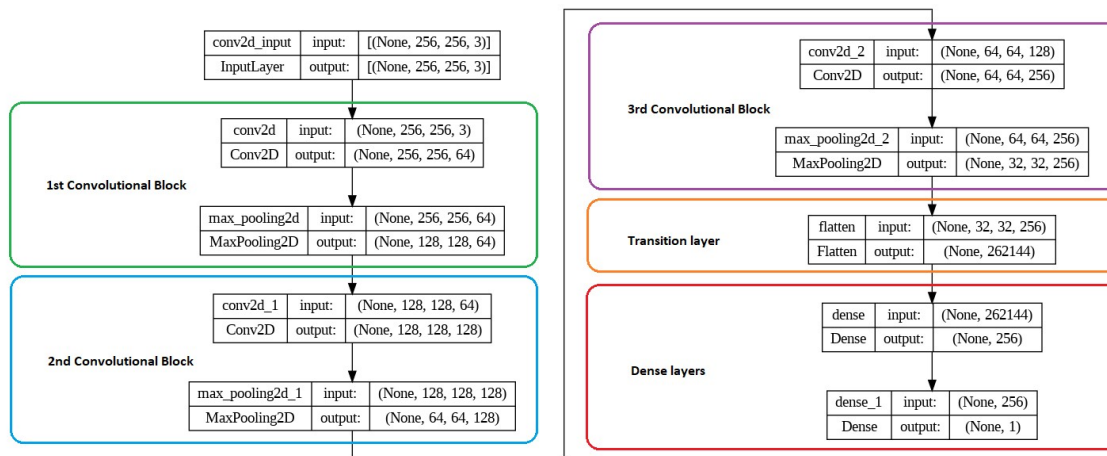 conv2d_input input: [(None, 256, 256, 3)]
InputLayer output: [(None, 256, 256, 3)]
conv2d input: (None, 256, 256, 3)
Conv2D output: (None, 256, 256, 64)
1st Convolutional Block
max_pooling2d input: (None, 256, 256, 64)
MaxPooling2D output: (None, 128, 128, 64)
conv2d_1 input: (None, 128, 128, 64)
Conv2D output: (None, 128, 128, 128)
2nd Convolutional Block
max_pooling2d_1 input: (None, 128, 128, 128)
MaxPooling2D output: (None, 64, 64, 128)
conv2d_2 input: (None, 64, 64, 128)
Conv2D output: (None, 64, 64, 256)
3rd Convolutional Block
max_pooling2d_2 input: (None, 64, 64, 256)
MaxPooling2D output: (None, 32, 32, 256)
Transition layer
flatten input: (None, 32, 32, 256)
Flatten output: (None, 262144)
dense input: (None, 262144)
Dense output: (None, 256)
Dense layers
dense_1 input: (None, 256)
Dense output: (None, 1)